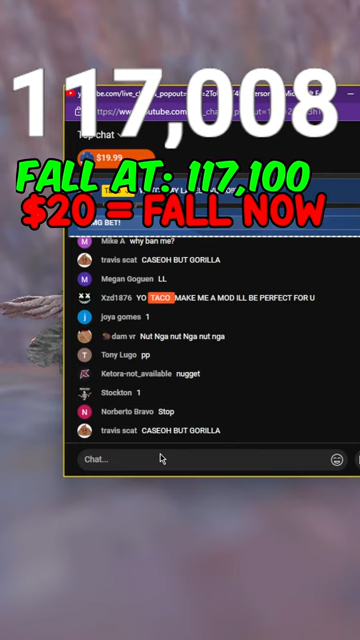 117,008
Top chat
$19.99
FALL AT: 117,100
$20 = FALL NOW
MG BET!
Mike A why ban me?
travis scat CASEOH BUT GORILLA
Megan Goguen LL
Xzd1876 YO TACO MAKE ME A MOD ILL BE PERFECT FOR U
joya gomes 1
dam vr Nut Nga nut Nga nut nga
Tony Lugo pp
Ketora-not_available nugget
Stockton 1
Norberto Bravo Stop
travis scat CASEOH BUT GORILLA
Chat...